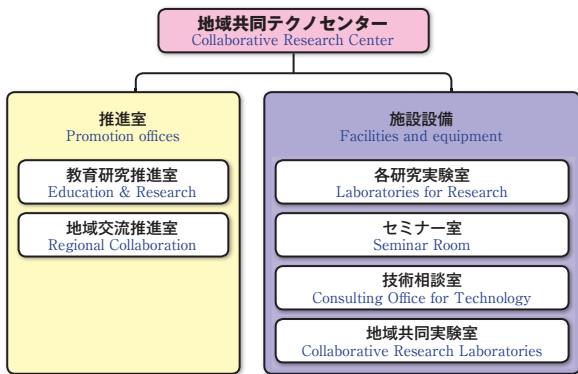 地域共同テクノセンター
Collaborative Research Center
推進室
Promotion offices
教育研究推進室
Education & Research
地域交流推進室
Regional Collaboration
施設設備
Facilities and equipment
各研究実験室
Laboratories for Research
セミナー室
Seminar Room
技術相談室
Consulting Office for Technology
地域共同実験室
Collaborative Research Laboratories